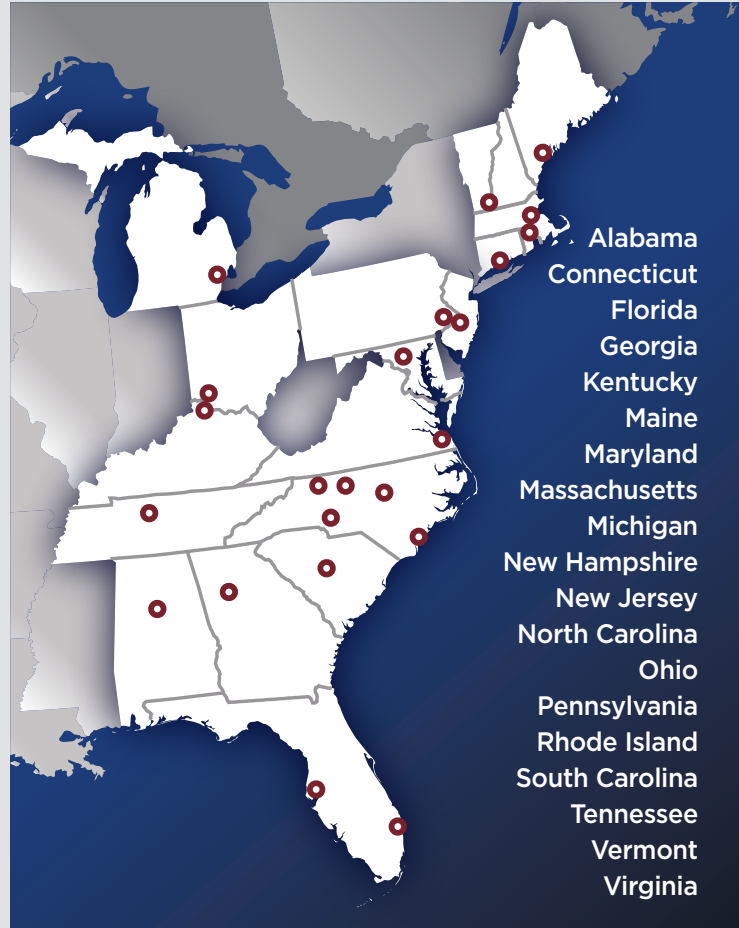 Alabama
Connecticut
Florida
Georgia
Kentucky
Maine
Maryland
Massachusetts
Michigan
New Hampshire
New Jersey
North Carolina
Ohio
Pennsylvania
Rhode Island
South Carolina
Tennessee
Vermont
Virginia